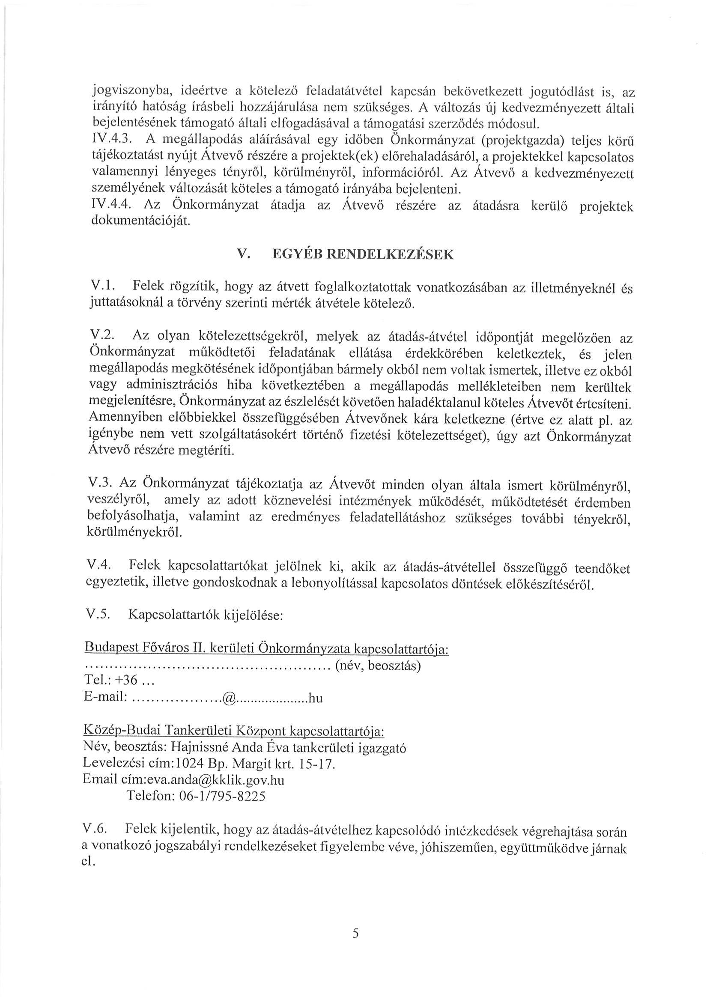 jogviszonyba, ideértve a kötelező feladatátvétel kapcsán bekövetkezett jogutódlást is, az
irányító hatóság írásbeli hozzájárulása nem szükséges. A változás új kedvezményezett általi
bejelentésének támogató általi elfogadásával a támogatási szerződés módosul.
IV.4.3. A megállapodás aláírásával egy időben Önkormányzat (projektgazda) teljes körű
tájékoztatást nyújt Átvevő részére a projektek(ek) előrehaladásáról, a projektekkel kapcsolatos
valamennyi lényeges tényről, körülményről, információról. Az Átvevő a kedvezményezett
személyének változását köteles a támogató irányába bejelenteni.
IV.4.4. Az Önkormányzat átadja az Átvevő részére az átadásra kerülő projektek
dokumentációját.
V. EGYÉB RENDELKEZÉSEK
V.1. Felek rögzítik, hogy az átvett foglalkoztatottak vonatkozásában az illetményeknél és
juttatásoknál a törvény szerinti mérték átvétele kötelező.
V.2. Az olyan kötelezettségekről, melyek az átadás-átvétel időpontját megelőzően az
Önkormányzat működtetői feladatának ellátása érdekkörében keletkeztek, és jelen
megállapodás megkötésének időpontjában bármely okból nem voltak ismertek, illetve ez okból
vagy adminisztrációs hiba következtében a megállapodás mellékleteiben nem kerültek
megjelenítésre, Önkormányzat az észlelését követően haladéktalanul köteles Átvevőt értesíteni.
Amennyiben előbbiekkel összefüggésében Átvevőnek kára keletkezne (értve ez alatt pl. az
igénybe nem vett szolgáltatásokért történő fizetési kötelezettséget), úgy azt Önkormányzat
Átvevő részére megtéríti.
V.3. Az Önkormányzat tájékoztatja az Átvevőt minden olyan általa ismert körülményről,
veszélyről, amely az adott köznevelési intézmények működését, működtetését érdemben
befolyásolhatja, valamint az eredményes feladatellátáshoz szükséges további tényekről,
körülményekről.
V.4. Felek kapcsolattartókat jelölnek ki, akik az átadás-átvétellel összefüggő teendőket
egyeztetik, illetve gondoskodnak a lebonyolítással kapcsolatos döntések előkészítéséről.
V.5. Kapcsolattartók kijelölése:
Budapest Főváros II. kerületi Önkormányzata kapcsolattartója:
.................................................... (név, beosztás)
Tel.: +36 ...
E-mail: ...................@.....................hu
Közép-Budai Tankerületi Központ kapcsolattartója:
Név, beosztás: Hajnissné Anda Éva tankerületi igazgató
Levelezési cím:1024 Bp. Margit krt. 15-17.
Email cím:eva.anda@kklik.gov.hu
Telefon: 06-1/795-8225
V.6. Felek kijelentik, hogy az átadás-átvételhez kapcsolódó intézkedések végrehajtása során
a vonatkozó jogszabályi rendelkezéseket figyelembe véve, jóhiszeműen, együttműködve járnak
el.
5